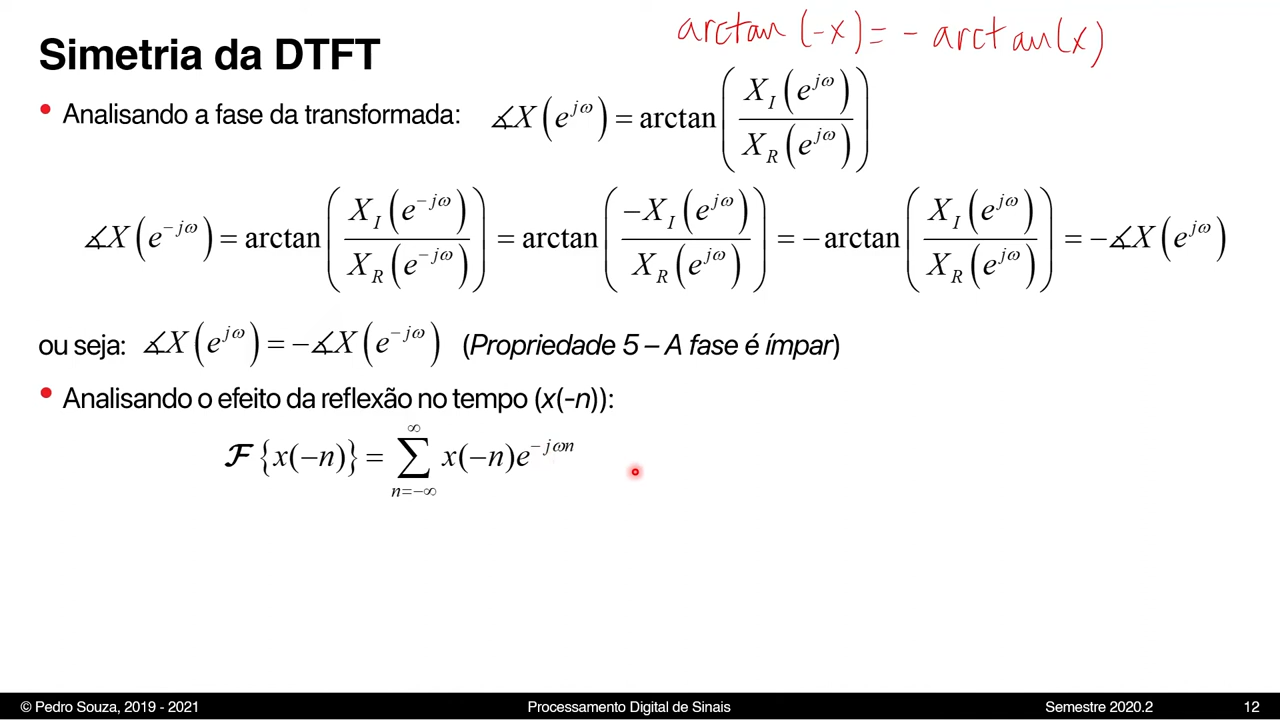 arctan(-x) = - arctan(x)
Simetria da DTFT
• Analisando a fase da transformada: ∡X(e^{jω}) = arctan(X_I(e^{jω}) / X_R(e^{jω}))
∡X(e^{-jω}) = arctan(X_I(e^{-jω}) / X_R(e^{-jω})) = arctan(-X_I(e^{jω}) / X_R(e^{jω})) = -arctan(X_I(e^{jω}) / X_R(e^{jω})) = -∡X(e^{jω})
ou seja: ∡X(e^{jω}) = -∡X(e^{-jω}) (Propriedade 5 – A fase é ímpar)
• Analisando o efeito da reflexão no tempo (x(-n)):
𝓕{x(-n)} = ∑_{n=-∞}^{∞} x(-n)e^{-jωn}
© Pedro Souza, 2019 - 2021 Processamento Digital de Sinais Semestre 2020.2 12